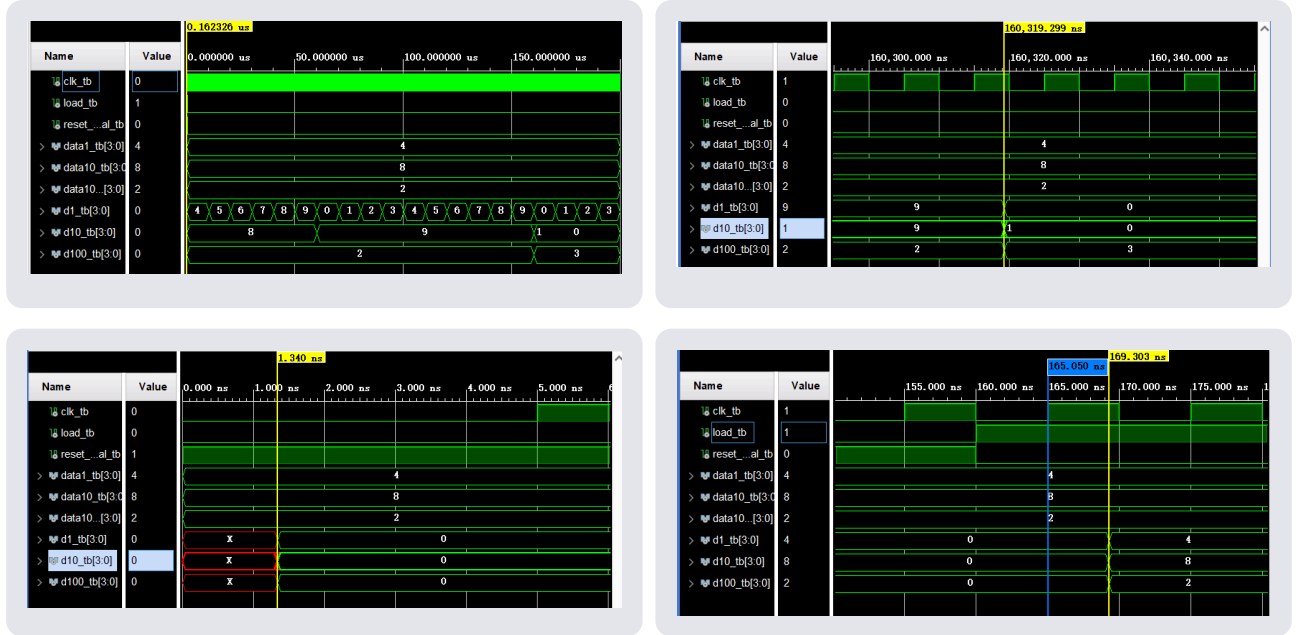 0.162326 us
Name Value 0.000000 us 50.000000 us 100.000000 us 150.000000 us
clk_tb 0
load_tb 1
reset_...al_tb 0
data1_tb[3:0] 4 4
data10_tb[3:0 8 8
data10...[3:0] 2 2
d1_tb[3:0] 0 4 5 6 7 8 9 0 1 2 3 4 5 6 7 8 9 0 1 2 3
d10_tb[3:0] 0 8 9 1 0
d100_tb[3:0] 0 2 3
160,319.299 ns
Name Value 160,300.000 ns 160,320.000 ns 160,340.000 ns
clk_tb 1
load_tb 0
reset_...al_tb 0
data1_tb[3:0] 4 4
data10_tb[3:0 8 8
data10...[3:0] 2 2
d1_tb[3:0] 9 9 0
d10_tb[3:0] 1 9 1 0
d100_tb[3:0] 2 2 3
1.340 ns
Name Value 0.000 ns 1.000 ns 2.000 ns 3.000 ns 4.000 ns 5.000 ns 6
clk_tb 0
load_tb 0
reset_...al_tb 1
data1_tb[3:0] 4 4
data10_tb[3:0 8 8
data10...[3:0] 2 2
d1_tb[3:0] 0 X 0
d10_tb[3:0] 0 X 0
d100_tb[3:0] 0 X 0
169.303 ns
165.050 ns
Name Value 155.000 ns 160.000 ns 165.000 ns 170.000 ns 175.000 ns 1
clk_tb 1
load_tb 1
reset_...al_tb 0
data1_tb[3:0] 4 4
data10_tb[3:0 8 8
data10...[3:0] 2 2
d1_tb[3:0] 4 0 4
d10_tb[3:0] 8 0 8
d100_tb[3:0] 2 0 2